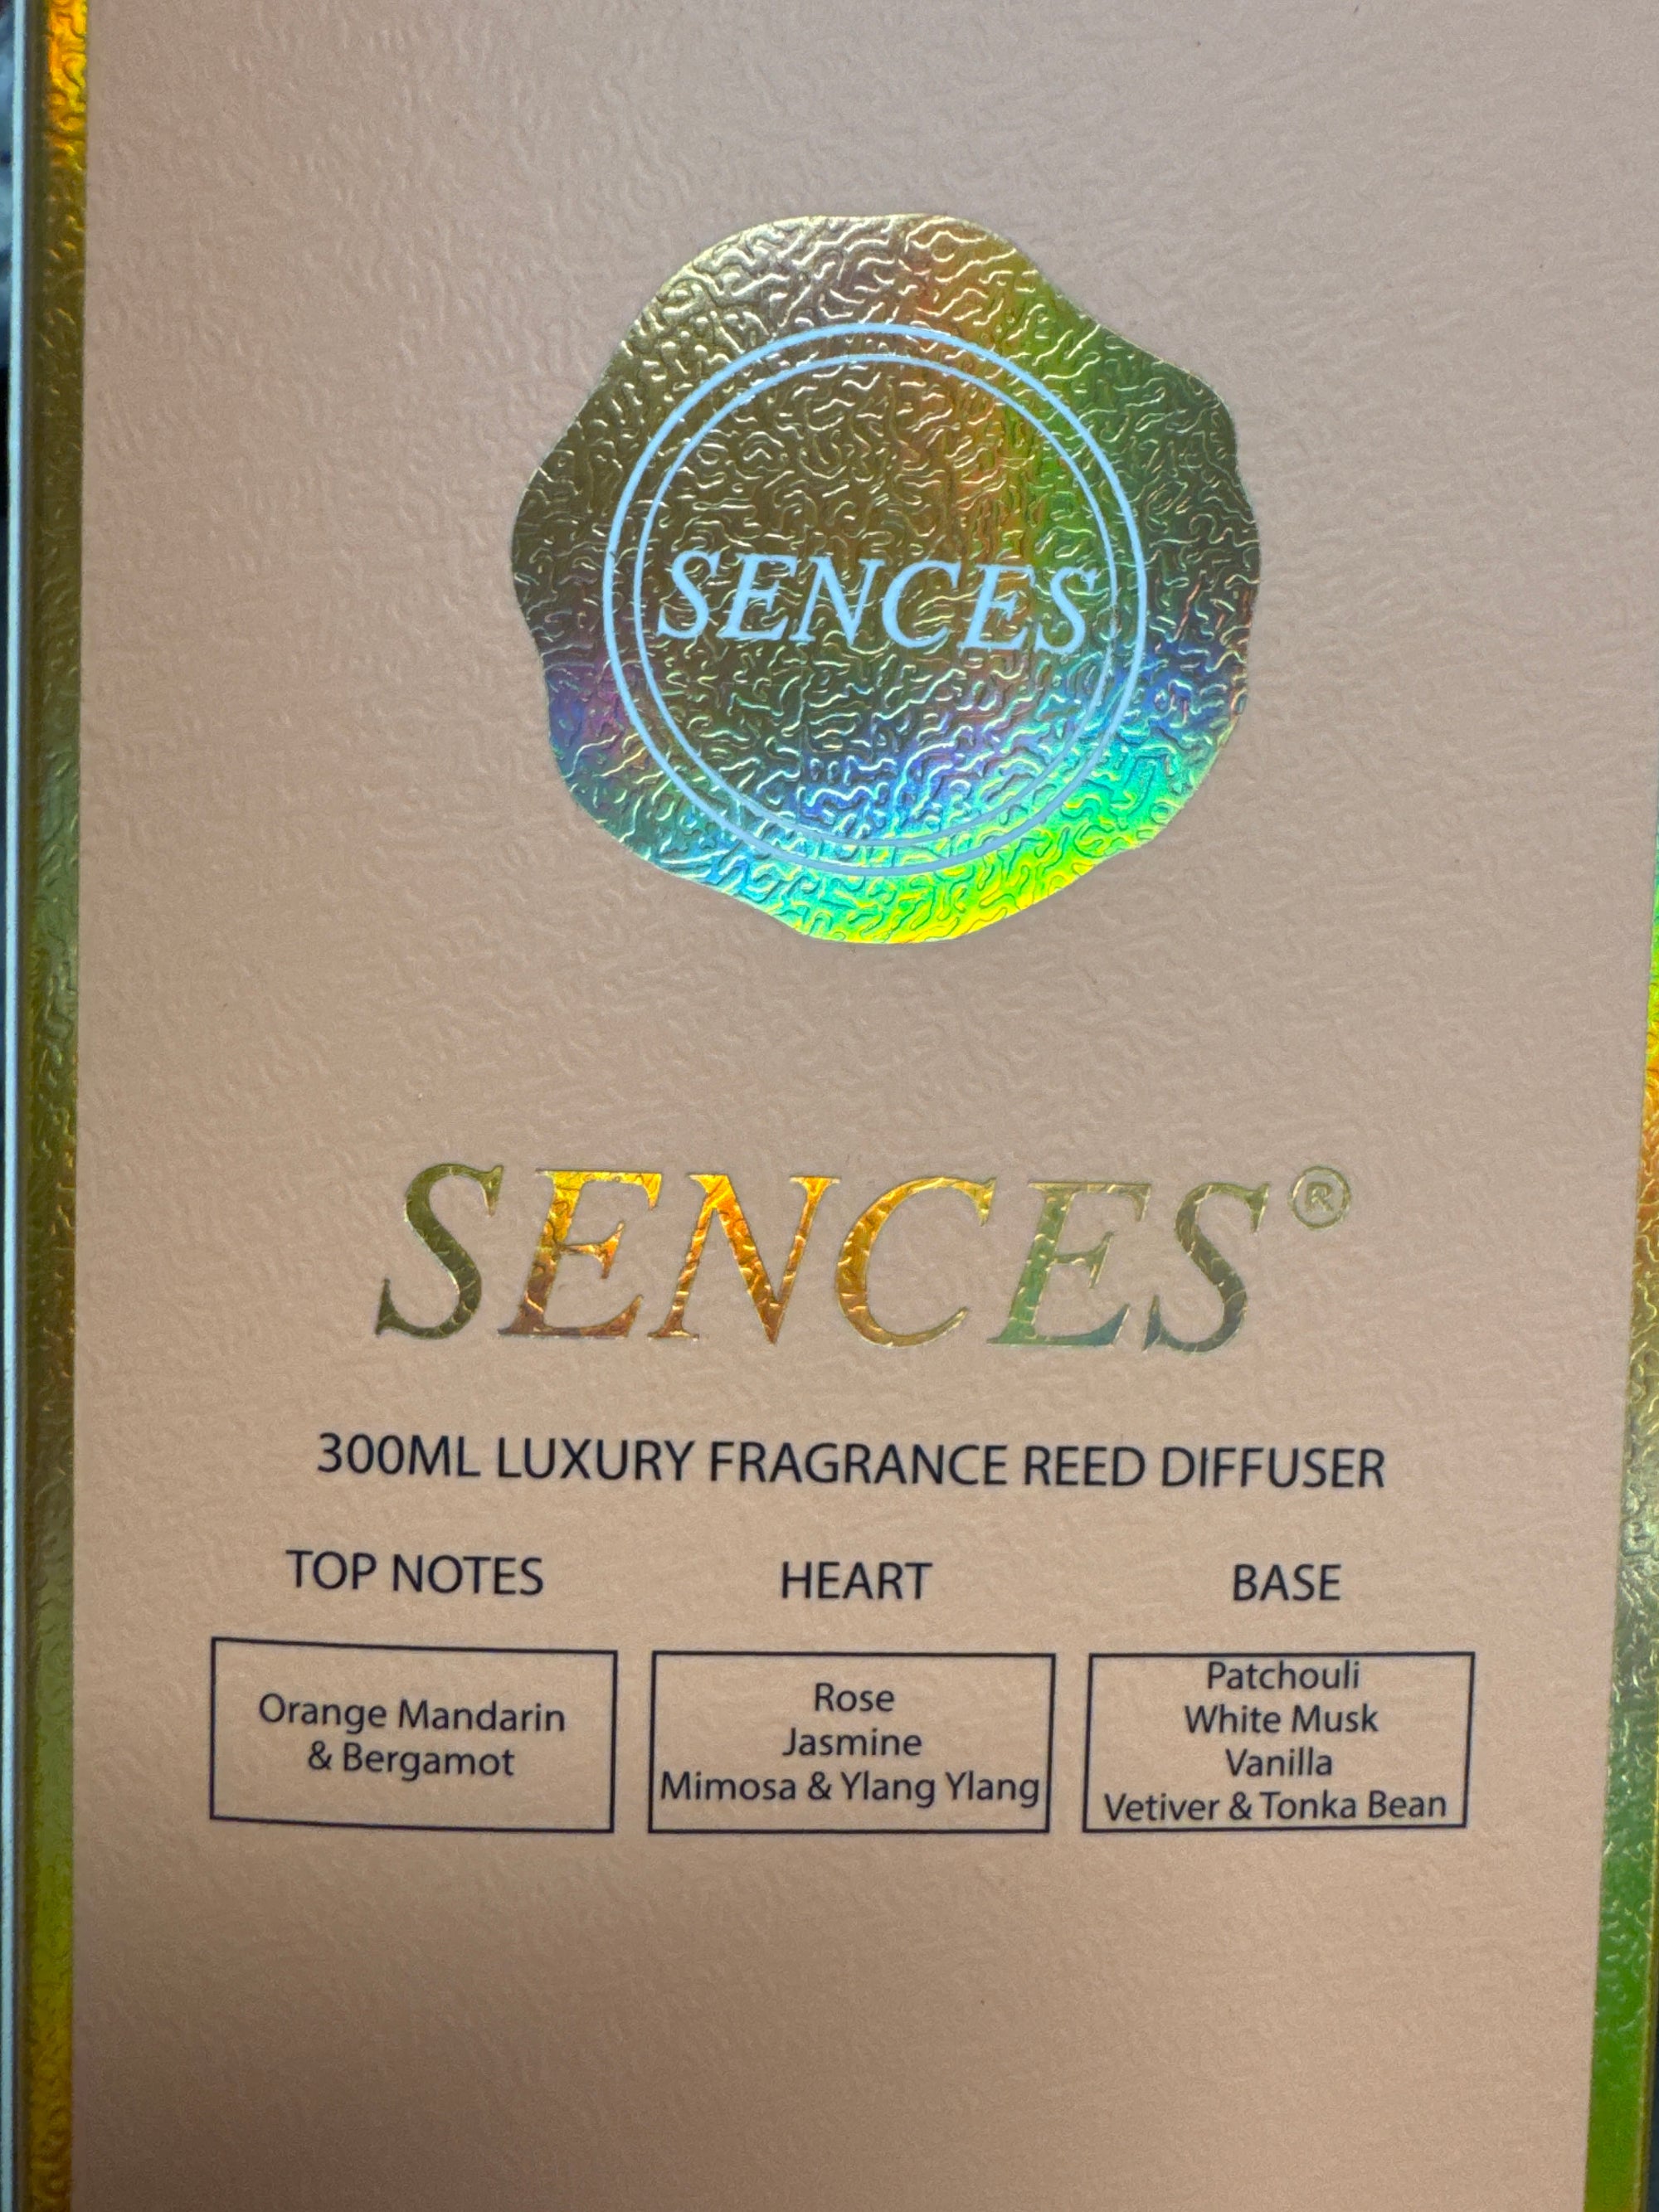 SENCES
SENCES®
300ML LUXURY FRAGRANCE REED DIFFUSER
TOP NOTES
Orange Mandarin
& Bergamot
HEART
Rose
Jasmine
Mimosa & Ylang Ylang
BASE
Patchouli
White Musk
Vanilla
Vetiver & Tonka Bean